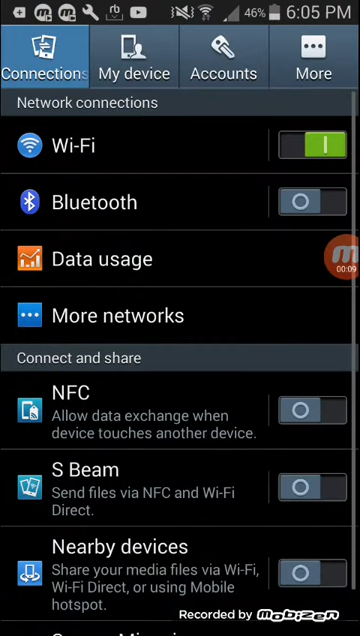 46% 6:05 PM
Connections My device Accounts More
Network connections
Wi-Fi
Bluetooth
Data usage
00:09
More networks
Connect and share
NFC
Allow data exchange when
device touches another device.
S Beam
Send files via NFC and Wi-Fi
Direct.
Nearby devices
Share your media files via Wi-Fi,
Wi-Fi Direct, or using Mobile
hotspot.
Recorded by mobizen